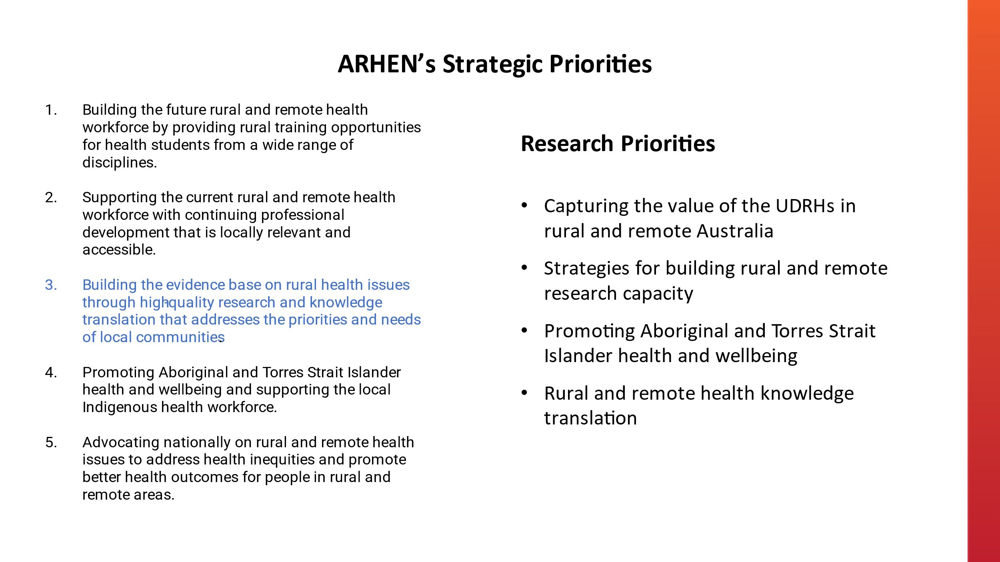 ARHEN’s Strategic Priorities
1. Building the future rural and remote health
workforce by providing rural training opportunities
for health students from a wide range of
disciplines.
2. Supporting the current rural and remote health
workforce with continuing professional
development that is locally relevant and
accessible.
3. Building the evidence base on rural health issues
through high-quality research and knowledge
translation that addresses the priorities and needs
of local communities.
4. Promoting Aboriginal and Torres Strait Islander
health and wellbeing and supporting the local
Indigenous health workforce.
5. Advocating nationally on rural and remote health
issues to address health inequities and promote
better health outcomes for people in rural and
remote areas.
Research Priorities
• Capturing the value of the UDRHs in
rural and remote Australia
• Strategies for building rural and remote
research capacity
• Promoting Aboriginal and Torres Strait
Islander health and wellbeing
• Rural and remote health knowledge
translation